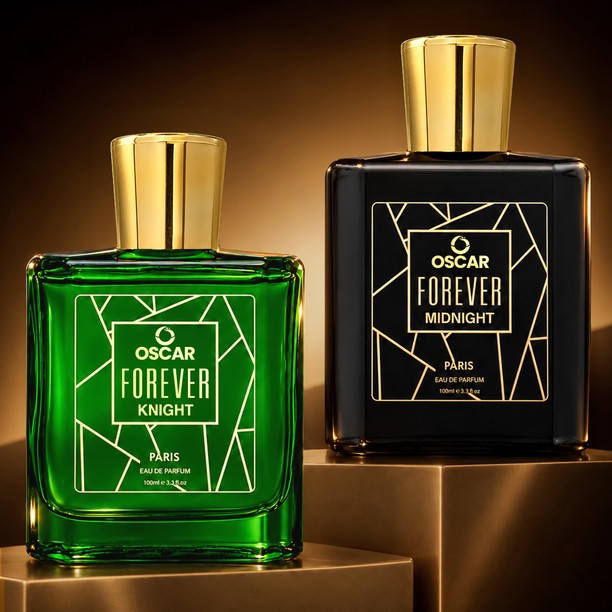 OSCAR
FOREVER
KNIGHT
PARIS
EAU DE PARFUM
100ml e 3.3 fl.oz
OSCAR
FOREVER
MIDNIGHT
PARIS
EAU DE PARFUM
100ml e 3.3 fl.oz